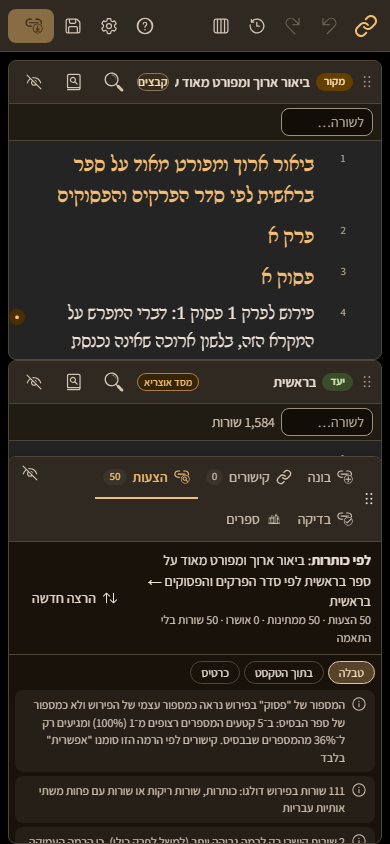 מקור
ביאור ארוך ומפורט מאוד ע
קבצים
לשורה...
1
ביאור ארוך ומפורט מאוד על ספר
בראשית לפי סדר הפרקים והפסוקים
2
פרק א
3
פסוק א
4
פירוש לפרק 1 פסוק 1: לברי המפרש על
המקרא הזה, בלשון ארוכה שאינה נכנסת
יעד
בראשית
מסד אוצריא
לשורה...
1,584 שורות
בונה
קישורים
0
הצעות
50
בדיקה
ספרים
לפי כותרות: ביאור ארוך ומפורט מאוד על
ספר בראשית לפי סדר הפרקים והפסוקים ←
בראשית
50 הצעות · 50 ממתינות · 0 אושרו · 50 שורות בלי
התאמה
הרצה חדשה
טבלה
בתוך הטקסט
כרטיס
המספור של "פסוק" בפירוש נראה כמספור עצמי של הפירוש ולא כמספור
של ספר הבסיס: ב־5 קטעים המספרים רצופים מ־1 (100%) ומגיעים רק
ל־36% מהמספרים שבבסיס. קישורים לפי הרמה הזו סומנו "אפשרית"
בלבד
111 שורות בפירוש דולגו: כותרות, שורות ריקות או שורות עם פחות משתי
אותיות עבריות